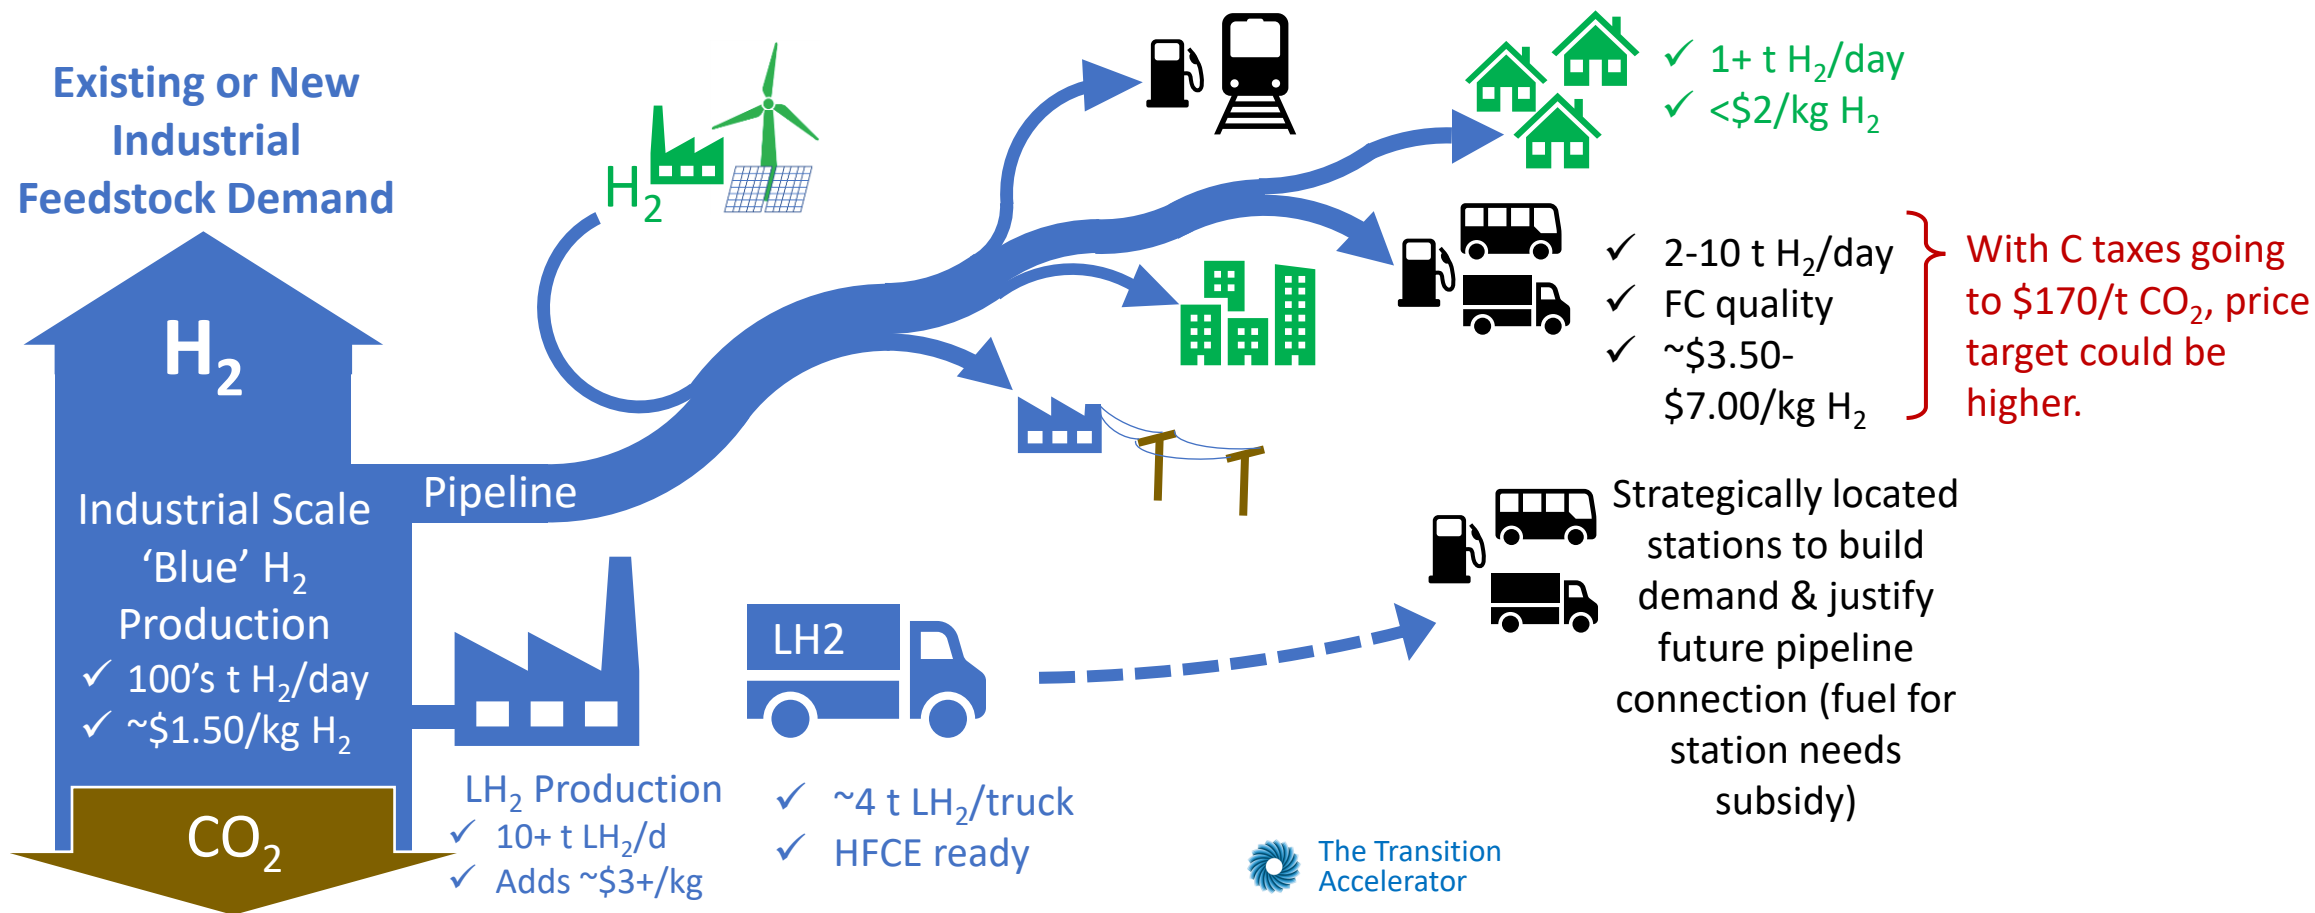 Existing or New
Industrial
Feedstock Demand
H₂
Industrial Scale
‘Blue’ H₂
Production
✓ 100's t H₂/day
✓ ~$1.50/kg H₂
CO₂
Pipeline
H₂
✓ 1+ t H₂/day
✓ <$2/kg H₂
✓ 2-10 t H₂/day
✓ FC quality
✓ ~$3.50-
$7.00/kg H₂
With C taxes going
to $170/t CO₂, price
target could be
higher.
LH₂ Production
✓ 10+ t LH₂/d
✓ Adds ~$3+/kg
LH2
✓ ~4 t LH₂/truck
✓ HFCE ready
Strategically located
stations to build
demand & justify
future pipeline
connection (fuel for
station needs
subsidy)
The Transition
Accelerator